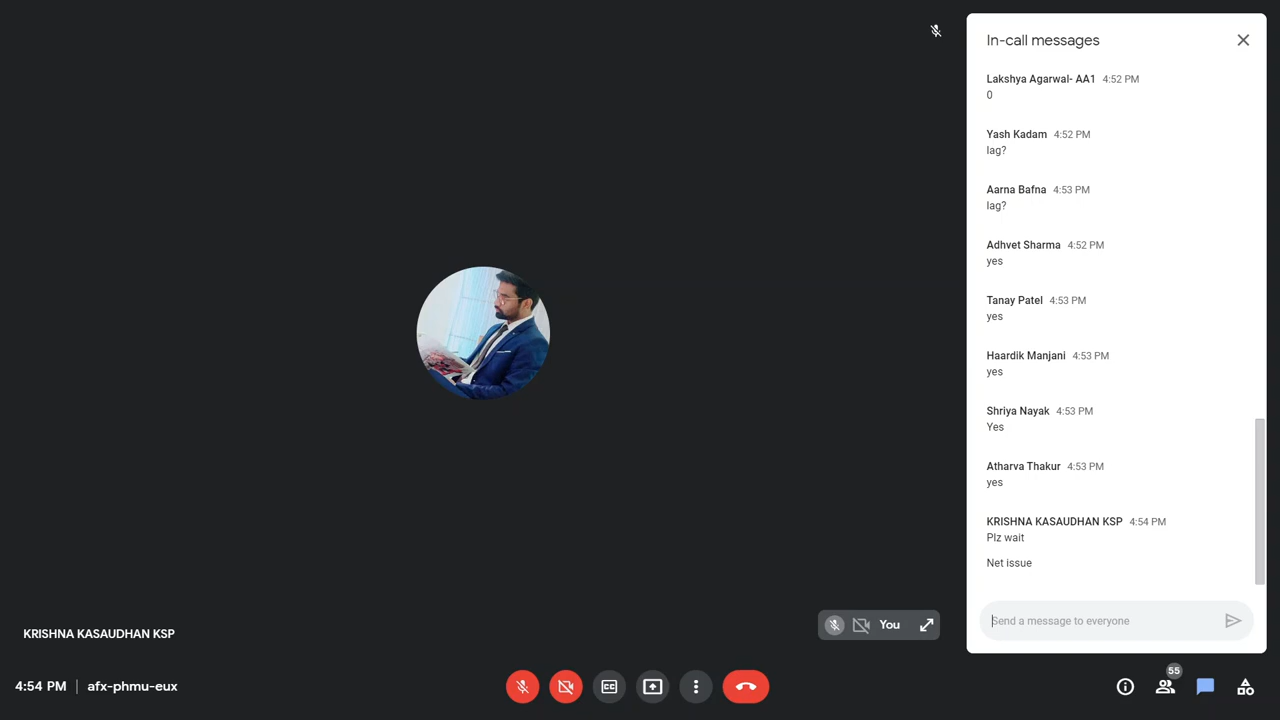 In-call messages
Lakshya Agarwal- AA1 4:52 PM
0
Yash Kadam 4:52 PM
lag?
Aarna Bafna 4:53 PM
lag?
Adhvet Sharma 4:52 PM
yes
Tanay Patel 4:53 PM
yes
Haardik Manjani 4:53 PM
yes
Shriya Nayak 4:53 PM
Yes
Atharva Thakur 4:53 PM
yes
KRISHNA KASAUDHAN KSP 4:54 PM
Plz wait
Net issue
Send a message to everyone
You
KRISHNA KASAUDHAN KSP
4:54 PM | afx-phmu-eux
CC
55